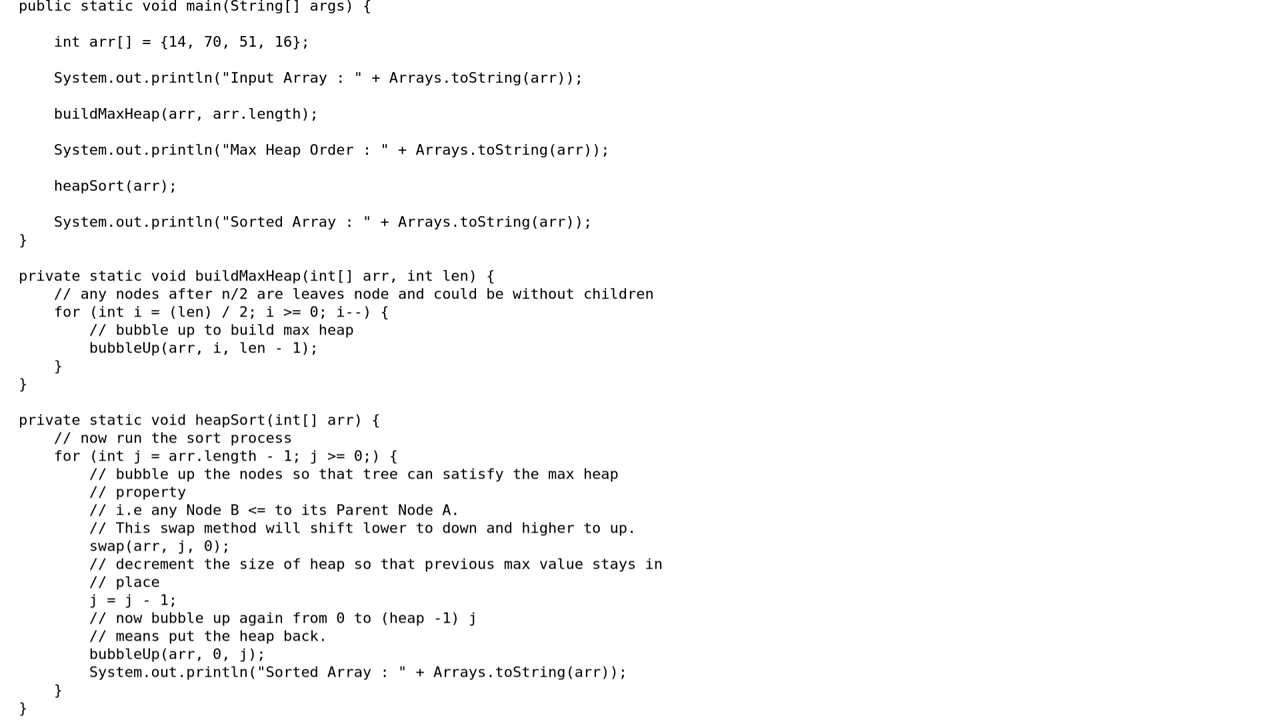 public static void main(String[] args) {
    int arr[] = {14, 70, 51, 16};
    System.out.println("Input Array : " + Arrays.toString(arr));
    buildMaxHeap(arr, arr.length);
    System.out.println("Max Heap Order : " + Arrays.toString(arr));
    heapSort(arr);
    System.out.println("Sorted Array : " + Arrays.toString(arr));
}
private static void buildMaxHeap(int[] arr, int len) {
    // any nodes after n/2 are leaves node and could be without children
    for (int i = (len) / 2; i >= 0; i--) {
        // bubble up to build max heap
        bubbleUp(arr, i, len - 1);
    }
}
private static void heapSort(int[] arr) {
    // now run the sort process
    for (int j = arr.length - 1; j >= 0;) {
        // bubble up the nodes so that tree can satisfy the max heap
        // property
        // i.e any Node B <= to its Parent Node A.
        // This swap method will shift lower to down and higher to up.
        swap(arr, j, 0);
        // decrement the size of heap so that previous max value stays in
        // place
        j = j - 1;
        // now bubble up again from 0 to (heap -1) j
        // means put the heap back.
        bubbleUp(arr, 0, j);
        System.out.println("Sorted Array : " + Arrays.toString(arr));
    }
}